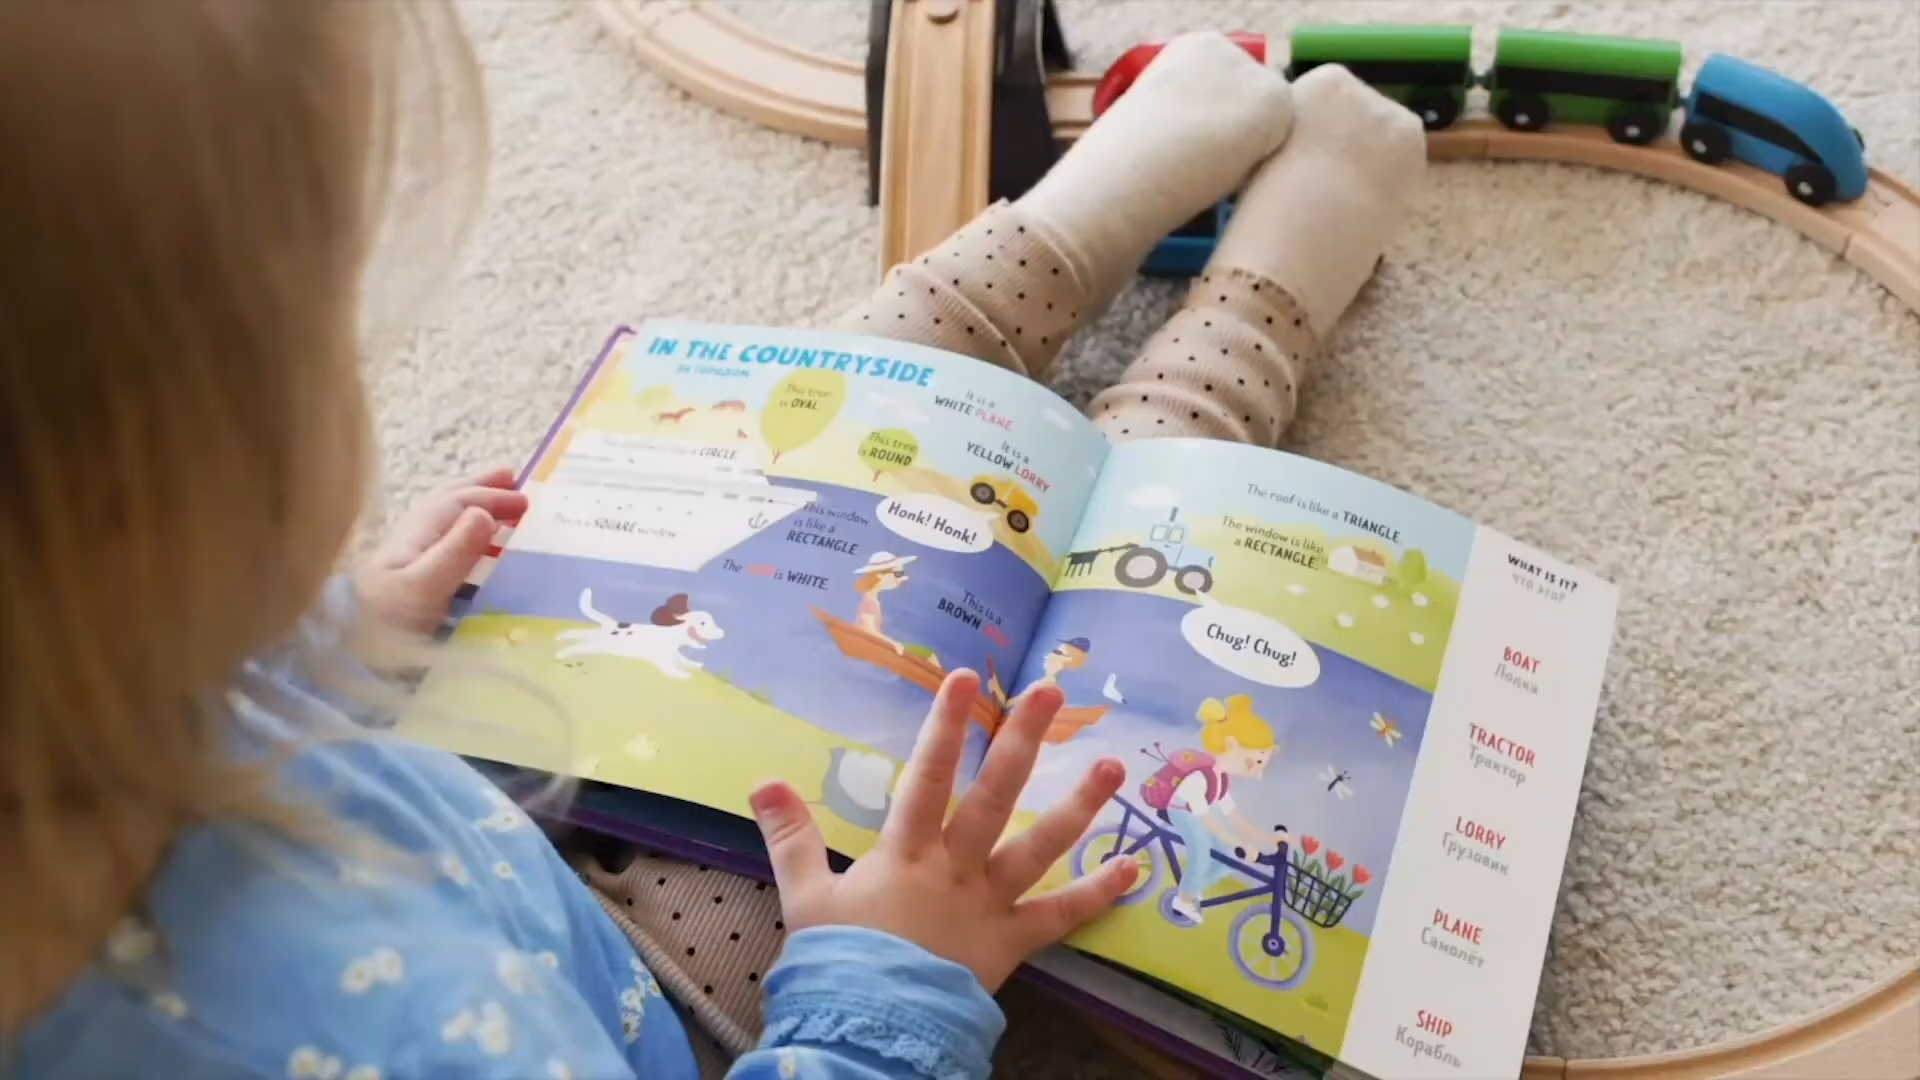 IN THE COUNTRYSIDE
This tree
is OVAL.
It is a
WHITE PLANE.
This tree
is ROUND
It is a
YELLOW LORRY
CIRCLE.
This is a SQUARE window.
This window
is like a
RECTANGLE.
Honk! Honk!
The is WHITE.
This is a
BROWN
The roof is like a TRIANGLE.
The window is like
a RECTANGLE.
Chug! Chug!
WHAT IS IT?
ЧТО ЭТО?
BOAT
Лодка
TRACTOR
Трактор
LORRY
Грузовик
PLANE
Самолёт
SHIP
Корабль